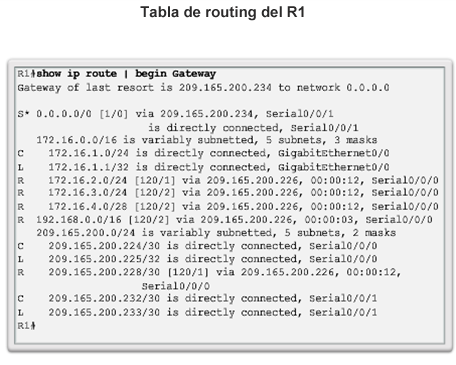 Tabla de routing del R1
R1#show ip route | begin Gateway
Gateway of last resort is 209.165.200.234 to network 0.0.0.0
S* 0.0.0.0/0 [1/0] via 209.165.200.234, Serial0/0/1
is directly connected, Serial0/0/1
172.16.0.0/16 is variably subnetted, 5 subnets, 3 masks
C 172.16.1.0/24 is directly connected, GigabitEthernet0/0
L 172.16.1.1/32 is directly connected, GigabitEthernet0/0
R 172.16.2.0/24 [120/1] via 209.165.200.226, 00:00:12, Serial0/0/0
R 172.16.3.0/24 [120/2] via 209.165.200.226, 00:00:12, Serial0/0/0
R 172.16.4.0/28 [120/2] via 209.165.200.226, 00:00:12, Serial0/0/0
R 192.168.0.0/16 [120/2] via 209.165.200.226, 00:00:03, Serial0/0/0
209.165.200.0/24 is variably subnetted, 5 subnets, 2 masks
C 209.165.200.224/30 is directly connected, Serial0/0/0
L 209.165.200.225/32 is directly connected, Serial0/0/0
R 209.165.200.228/30 [120/1] via 209.165.200.226, 00:00:12,
Serial0/0/0
C 209.165.200.232/30 is directly connected, Serial0/0/1
L 209.165.200.233/30 is directly connected, Serial0/0/1
R1#